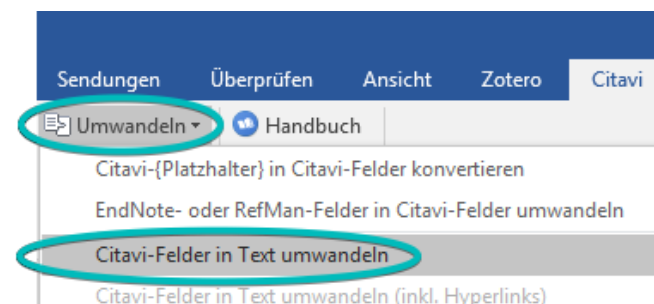 Sendungen Überprüfen Ansicht Zotero Citavi
Umwandeln Handbuch
Citavi-{Platzhalter} in Citavi-Felder konvertieren
EndNote- oder RefMan-Felder in Citavi-Felder umwandeln
Citavi-Felder in Text umwandeln
Citavi-Felder in Text umwandeln (inkl. Hyperlinks)